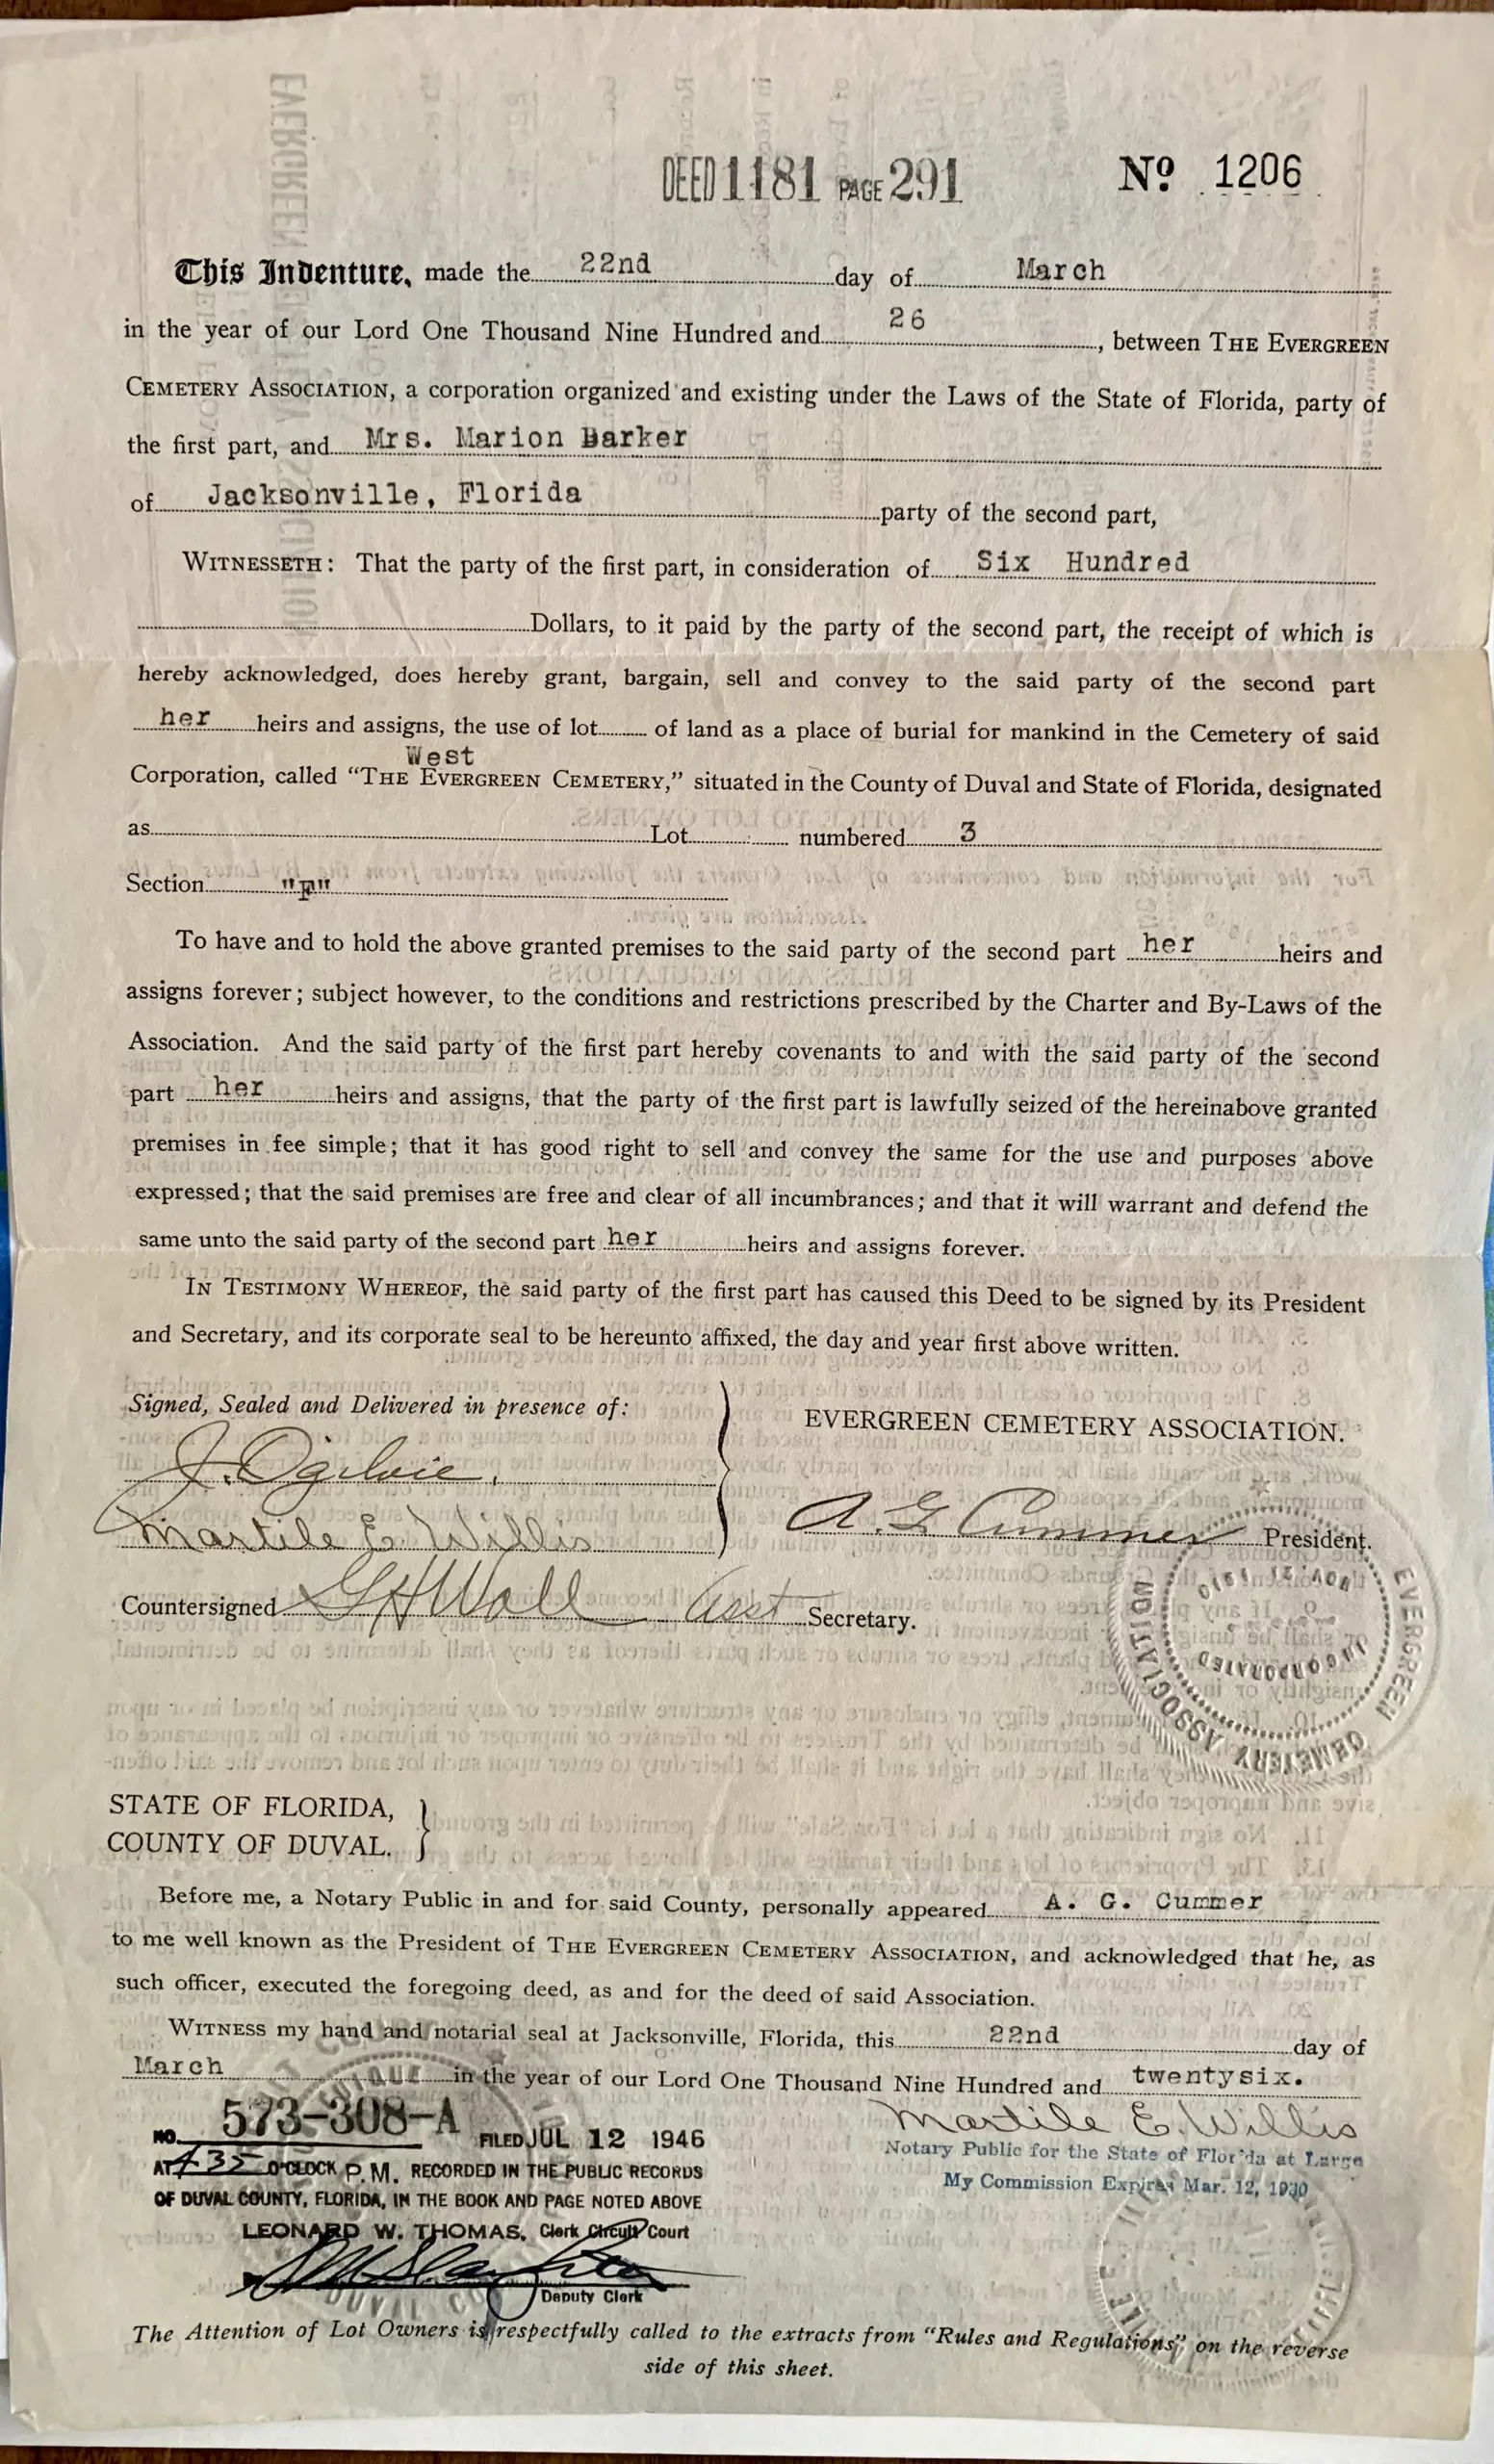 DEED 1181 PAGE 291 Nº 1206
This Indenture, made the 22nd day of March
in the year of our Lord One Thousand Nine Hundred and 26, between THE EVERGREEN
CEMETERY ASSOCIATION, a corporation organized and existing under the Laws of the State of Florida, party of
the first part, and Mrs. Marion Barker
of Jacksonville, Florida party of the second part,
WITNESSETH: That the party of the first part, in consideration of Six Hundred
Dollars, to it paid by the party of the second part, the receipt of which is
hereby acknowledged, does hereby grant, bargain, sell and convey to the said party of the second part
her heirs and assigns, the use of lot of land as a place of burial for mankind in the Cemetery of said
West
Corporation, called “THE EVERGREEN CEMETERY,” situated in the County of Duval and State of Florida, designated
as Lot numbered 3
Section "F"
To have and to hold the above granted premises to the said party of the second part her heirs and
assigns forever; subject however, to the conditions and restrictions prescribed by the Charter and By-Laws of the
Association. And the said party of the first part hereby covenants to and with the said party of the second
part her heirs and assigns, that the party of the first part is lawfully seized of the hereinabove granted
premises in fee simple; that it has good right to sell and convey the same for the use and purposes above
expressed; that the said premises are free and clear of all incumbrances; and that it will warrant and defend the
same unto the said party of the second part her heirs and assigns forever.
IN TESTIMONY WHEREOF, the said party of the first part has caused this Deed to be signed by its President
and Secretary, and its corporate seal to be hereunto affixed, the day and year first above written.
Signed, Sealed and Delivered in presence of:
EVERGREEN CEMETERY ASSOCIATION.
J. Ogilvie.
Martile E. Willis
A. G. Cummer President.
Countersigned G H Wall Asst Secretary.
EVERGREEN CEMETERY ASSOCIATION
INCORPORATED
STATE OF FLORIDA,
COUNTY OF DUVAL.
Before me, a Notary Public in and for said County, personally appeared A. G. Cummer
to me well known as the President of THE EVERGREEN CEMETERY ASSOCIATION, and acknowledged that he, as
such officer, executed the foregoing deed, as and for the deed of said Association.
WITNESS my hand and notarial seal at Jacksonville, Florida, this 22nd day of
March in the year of our Lord One Thousand Nine Hundred and twentysix.
Martile E. Willis
Notary Public for the State of Florida at Large
My Commission Expires Mar. 12, 1930
NO. 573-308-A FILED JUL 12 1946
AT 4 35 O'CLOCK P.M. RECORDED IN THE PUBLIC RECORDS
OF DUVAL COUNTY, FLORIDA, IN THE BOOK AND PAGE NOTED ABOVE
LEONARD W. THOMAS, Clerk Circuit Court
Deputy Clerk
The Attention of Lot Owners is respectfully called to the extracts from “Rules and Regulations” on the reverse
side of this sheet.